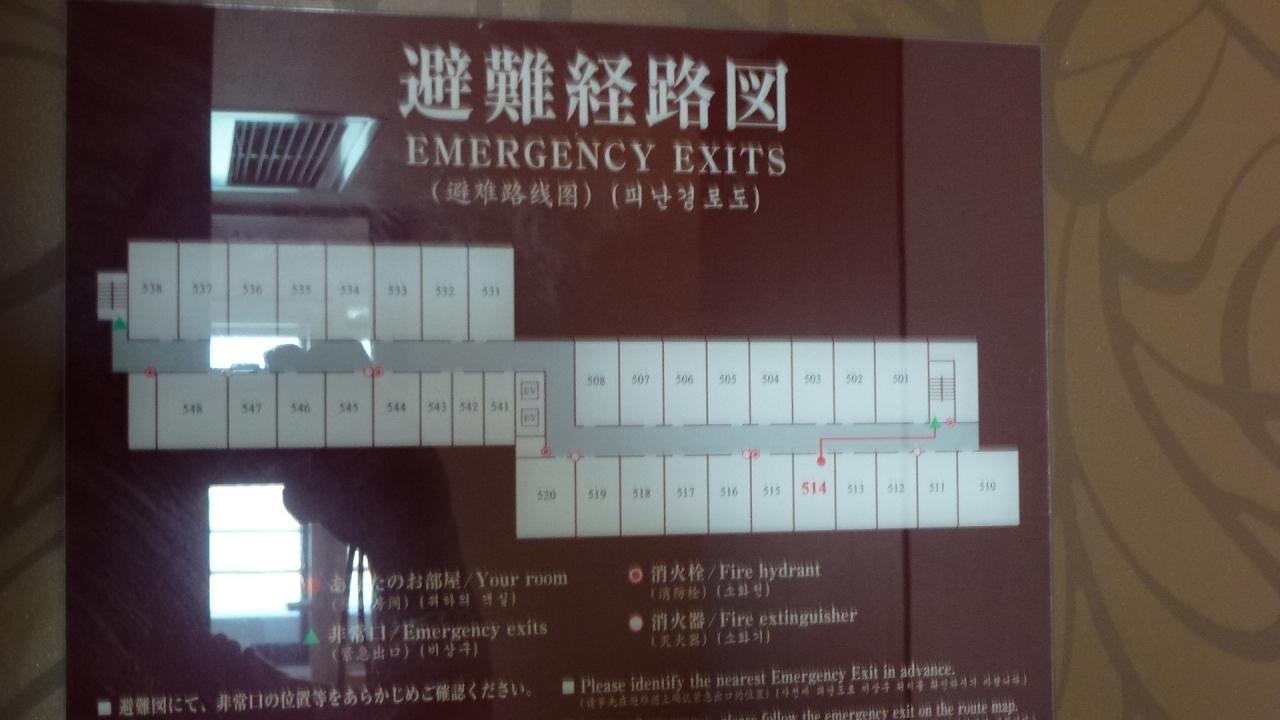 避難経路図
EMERGENCY EXITS
(避难路线图) (피난경로도)
538 537 536 535 534 533 532 531
508 507 506 505 504 503 502 501
548 547 546 545 544 543 542 541
EV
EV
520 519 518 517 516 515 514 513 512 511 510
あなたのお部屋/Your room
消火栓/Fire hydrant
(消防栓) (소화전)
非常口/Emergency exits
(緊急出口) (비상구)
消火器/Fire extinguisher
(灭火器) (소화기)
■ 避難図にて、非常口の位置等をあらかじめご確認ください。
■ Please identify the nearest Emergency Exit in advance.
please follow the emergency exit on the route map.